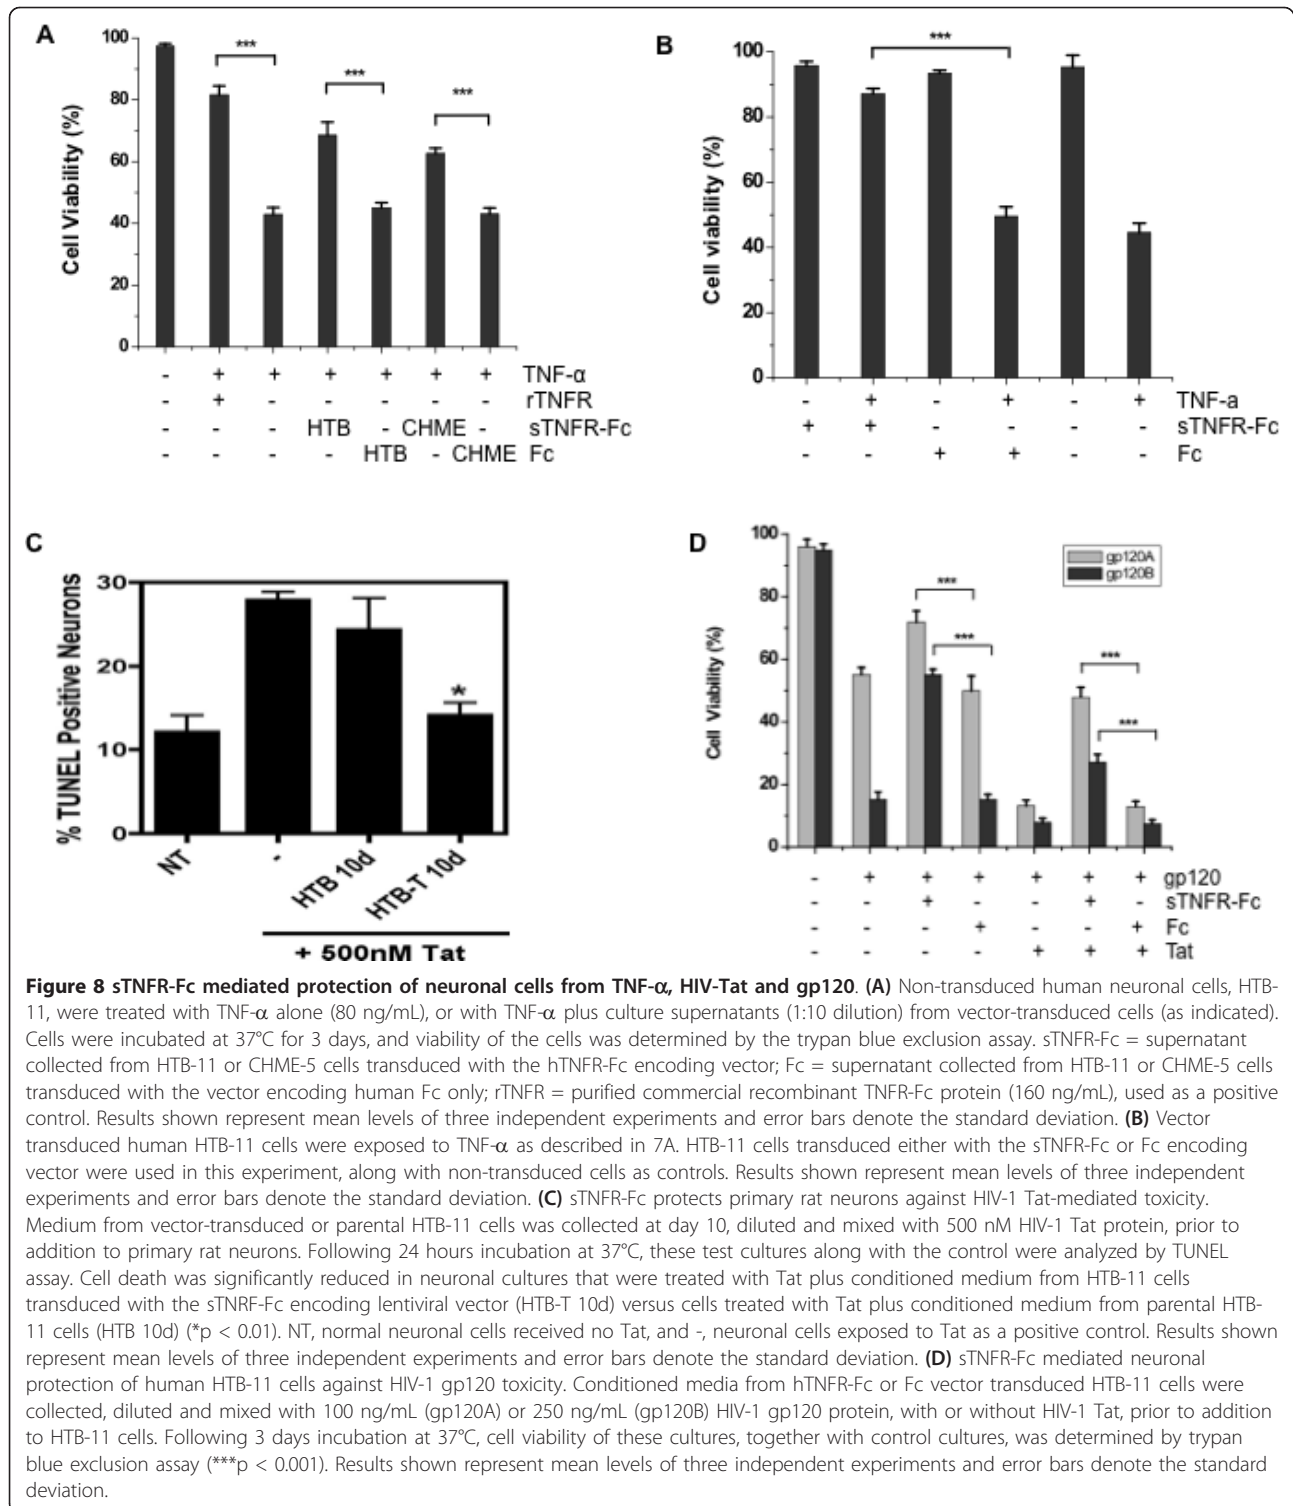 A
***
***
***
Cell Viability (%)
100
80
60
40
20
0
- + + + + + + TNF-α
- + - - - - - rTNFR
- - - HTB - CHME - sTNFR-Fc
- - - - HTB - CHME Fc
B
***
Cell viability (%)
100
80
60
40
20
0
- + - + - + TNF-a
+ + - - - - sTNFR-Fc
- - + + - - Fc
C
% TUNEL Positive Neurons
30
20
10
0
*
NT
-
HTB 10d
HTB-T 10d
+ 500nM Tat
D
gp120A
gp120B
***
***
***
***
Cell Viability (%)
100
80
60
40
20
0
- + + + + + + gp120
- - + - - + - sTNFR-Fc
- - - + - - + Fc
- - - - + + + Tat
Figure 8 sTNFR-Fc mediated protection of neuronal cells from TNF-α, HIV-Tat and gp120. (A) Non-transduced human neuronal cells, HTB-
11, were treated with TNF-α alone (80 ng/mL), or with TNF-α plus culture supernatants (1:10 dilution) from vector-transduced cells (as indicated).
Cells were incubated at 37°C for 3 days, and viability of the cells was determined by the trypan blue exclusion assay. sTNFR-Fc = supernatant
collected from HTB-11 or CHME-5 cells transduced with the hTNFR-Fc encoding vector; Fc = supernatant collected from HTB-11 or CHME-5 cells
transduced with the vector encoding human Fc only; rTNFR = purified commercial recombinant TNFR-Fc protein (160 ng/mL), used as a positive
control. Results shown represent mean levels of three independent experiments and error bars denote the standard deviation. (B) Vector
transduced human HTB-11 cells were exposed to TNF-α as described in 7A. HTB-11 cells transduced either with the sTNFR-Fc or Fc encoding
vector were used in this experiment, along with non-transduced cells as controls. Results shown represent mean levels of three independent
experiments and error bars denote the standard deviation. (C) sTNFR-Fc protects primary rat neurons against HIV-1 Tat-mediated toxicity.
Medium from vector-transduced or parental HTB-11 cells was collected at day 10, diluted and mixed with 500 nM HIV-1 Tat protein, prior to
addition to primary rat neurons. Following 24 hours incubation at 37°C, these test cultures along with the control were analyzed by TUNEL
assay. Cell death was significantly reduced in neuronal cultures that were treated with Tat plus conditioned medium from HTB-11 cells
transduced with the sTNRF-Fc encoding lentiviral vector (HTB-T 10d) versus cells treated with Tat plus conditioned medium from parental HTB-
11 cells (HTB 10d) (*p < 0.01). NT, normal neuronal cells received no Tat, and -, neuronal cells exposed to Tat as a positive control. Results shown
represent mean levels of three independent experiments and error bars denote the standard deviation. (D) sTNFR-Fc mediated neuronal
protection of human HTB-11 cells against HIV-1 gp120 toxicity. Conditioned media from hTNFR-Fc or Fc vector transduced HTB-11 cells were
collected, diluted and mixed with 100 ng/mL (gp120A) or 250 ng/mL (gp120B) HIV-1 gp120 protein, with or without HIV-1 Tat, prior to addition
to HTB-11 cells. Following 3 days incubation at 37°C, cell viability of these cultures, together with control cultures, was determined by trypan
blue exclusion assay (***p < 0.001). Results shown represent mean levels of three independent experiments and error bars denote the standard
deviation.